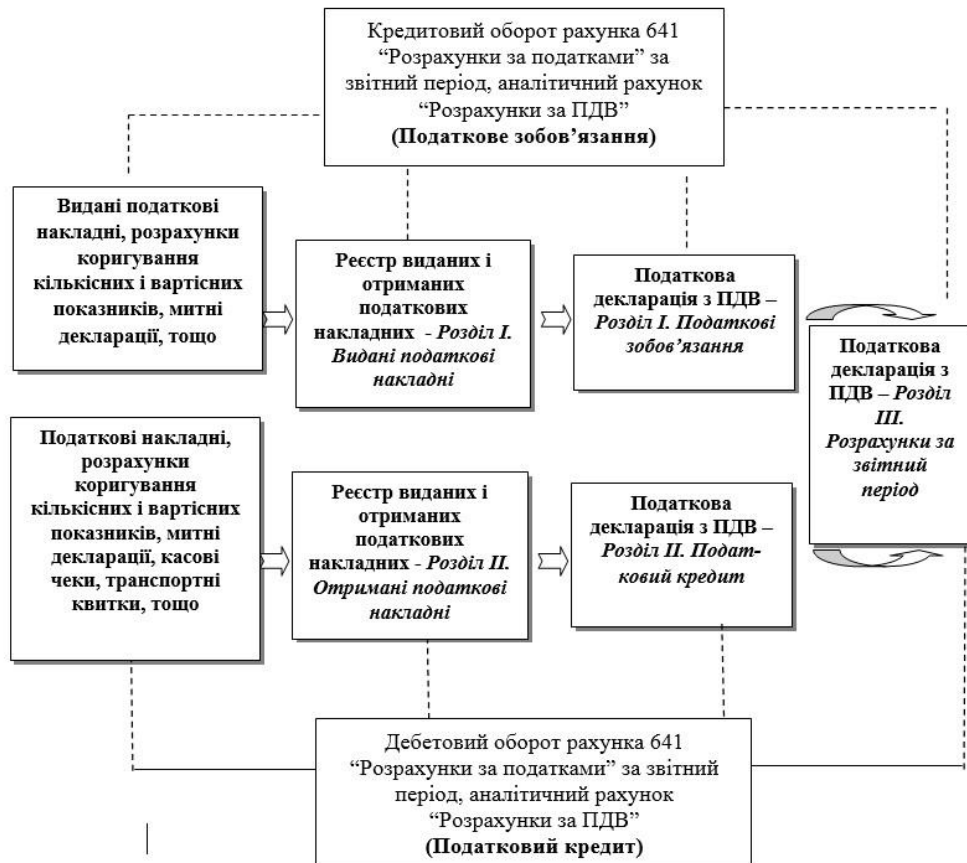 Кредитовий оборот рахунка 641
“Розрахунки за податками” за
звітний період, аналітичний рахунок
“Розрахунки за ПДВ”
(Податкове зобов’язання)
Видані податкові
накладні, розрахунки
коригування
кількісних і вартісних
показників, митні
декларації, тощо
Реєстр виданих і
отриманих
податкових
накладних - Розділ І.
Видані податкові
накладні
Податкова
декларація з ПДВ –
Розділ І. Податкові
зобов’язання
Податкова
декларація з
ПДВ – Розділ
ІІІ.
Розрахунки за
звітний
період
Податкові накладні,
розрахунки
коригування
кількісних і вартісних
показників, митні
декларації, касові
чеки, транспортні
квитки, тощо
Реєстр виданих і
отриманих
податкових
накладних - Розділ ІІ.
Отримані податкові
накладні
Податкова
декларація з ПДВ –
Розділ ІІ. Подат-
ковий кредит
Дебетовий оборот рахунка 641
“Розрахунки за податками” за звітний
період, аналітичний рахунок
“Розрахунки за ПДВ”
(Податковий кредит)